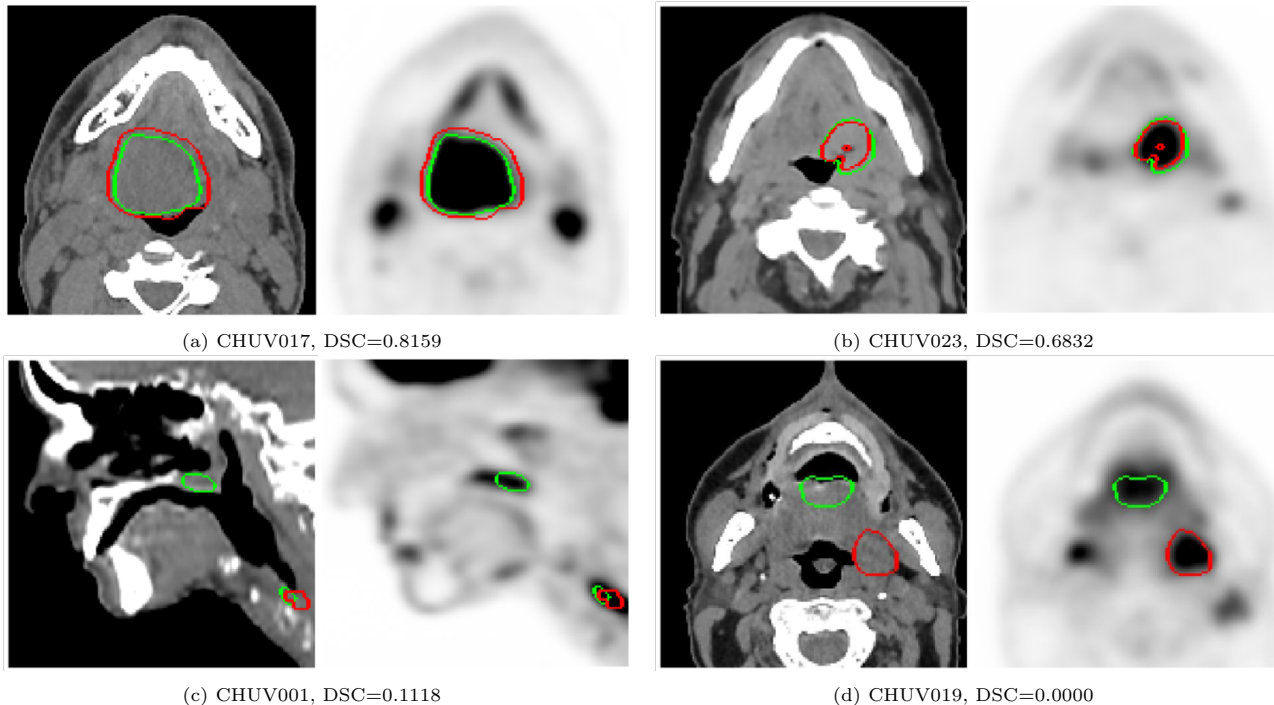 (a) CHUV017, DSC=0.8159
(b) CHUV023, DSC=0.6832
(c) CHUV001, DSC=0.1118
(d) CHUV019, DSC=0.0000